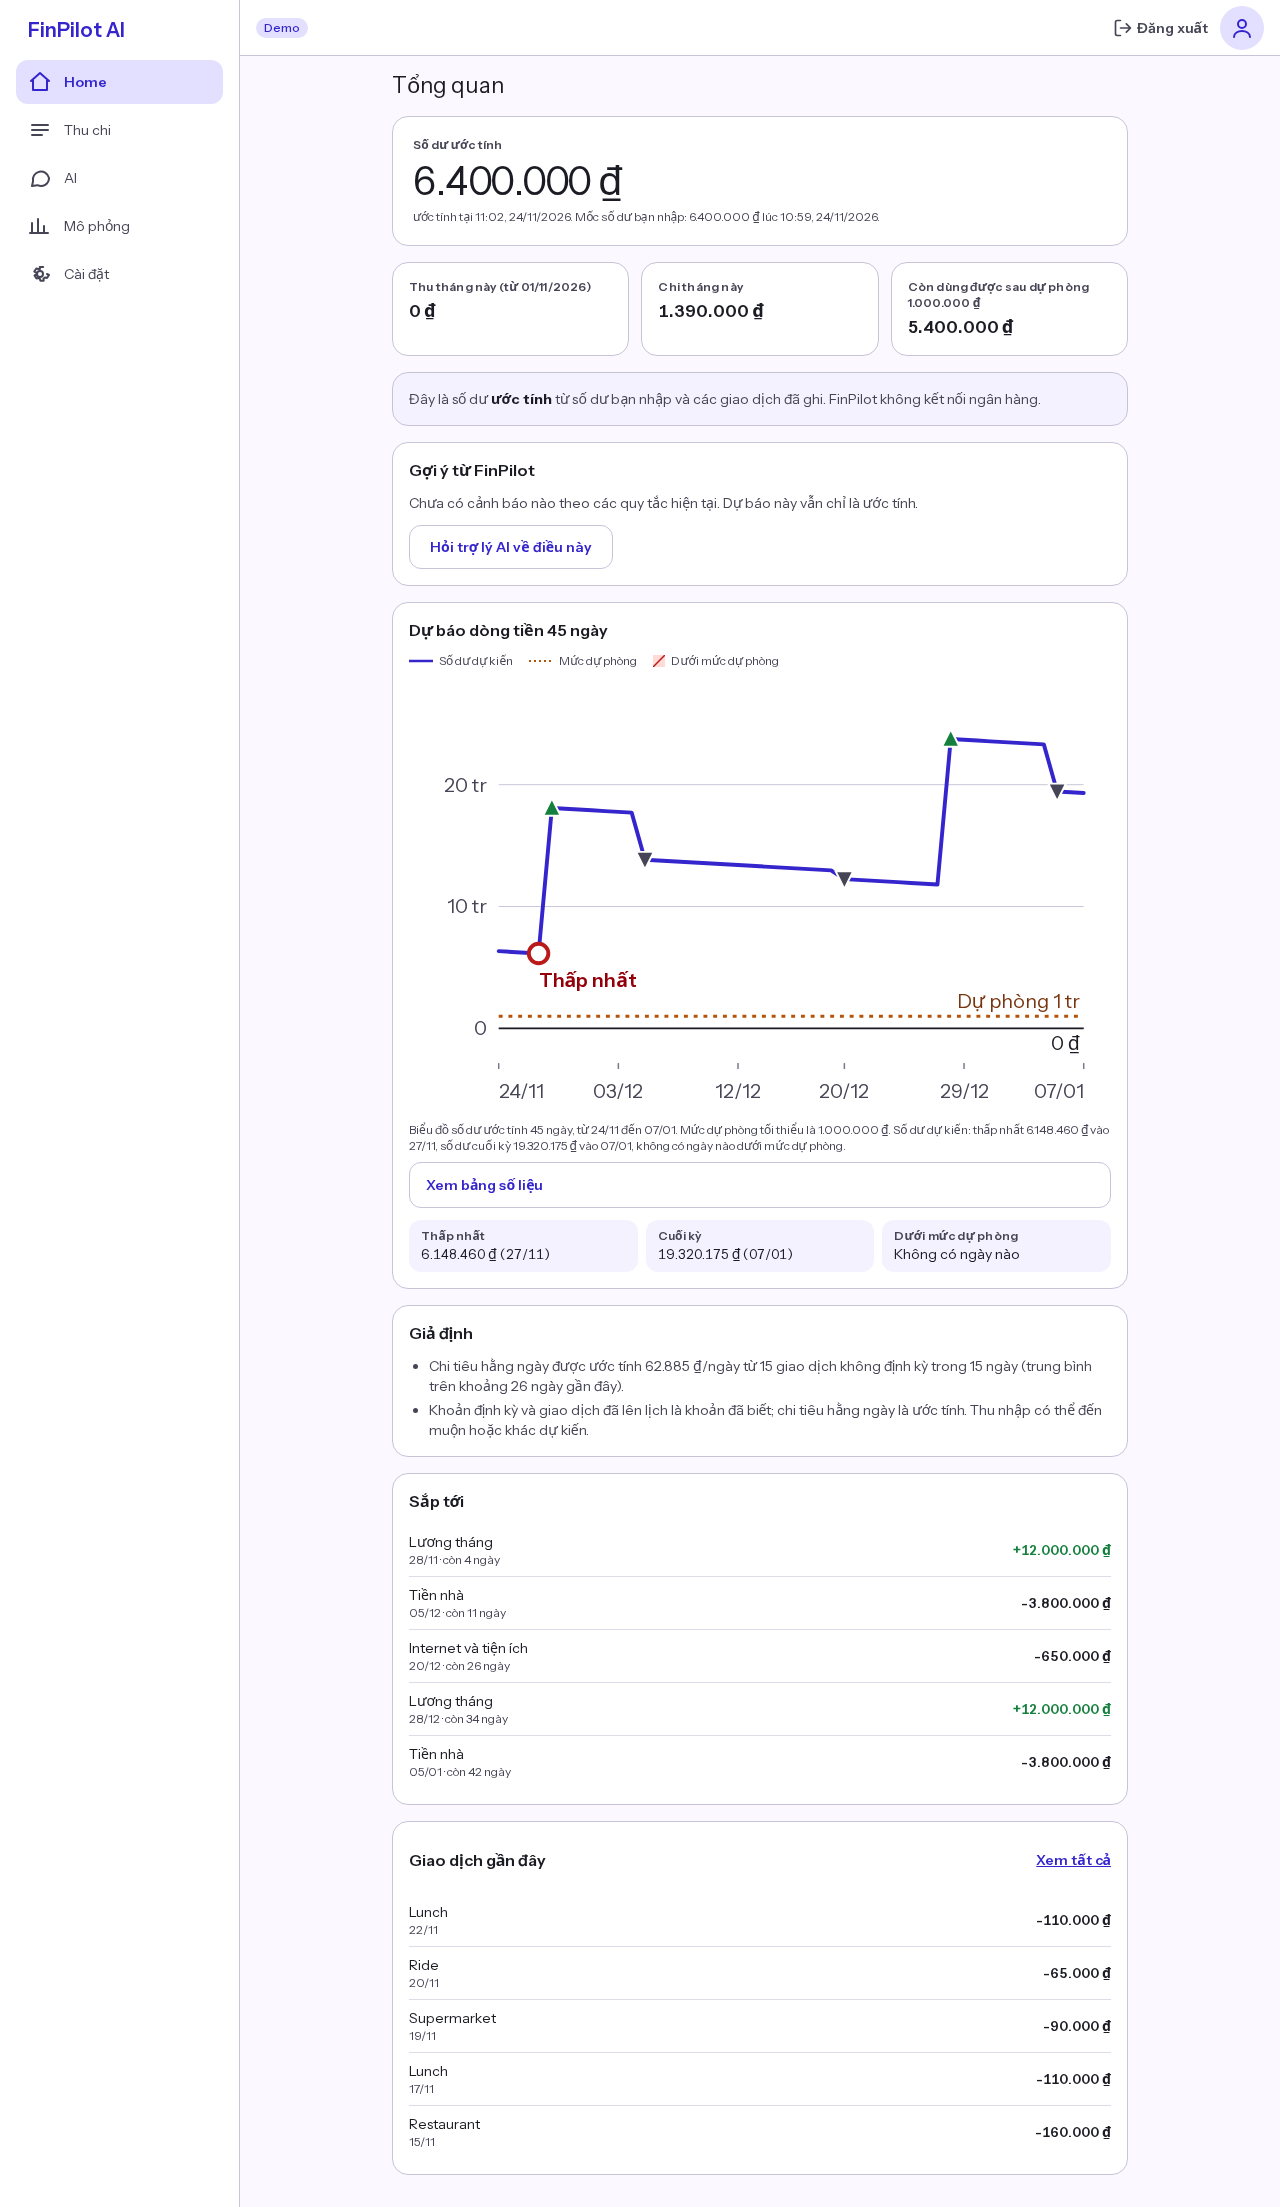 FinPilot AI
Home
Thu chi
AI
Mô phỏng
Cài đặt
Demo
Đăng xuất
Tổng quan
Số dư ước tính
6.400.000 ₫
ước tính tại 11:02, 24/11/2026. Mốc số dư bạn nhập: 6.400.000 ₫ lúc 10:59, 24/11/2026.
Thu tháng này (từ 01/11/2026)
0 ₫
Chi tháng này
1.390.000 ₫
Còn dùng được sau dự phòng
1.000.000 ₫
5.400.000 ₫
Đây là số dư ước tính từ số dư bạn nhập và các giao dịch đã ghi. FinPilot không kết nối ngân hàng.
Gợi ý từ FinPilot
Chưa có cảnh báo nào theo các quy tắc hiện tại. Dự báo này vẫn chỉ là ước tính.
Hỏi trợ lý AI về điều này
Dự báo dòng tiền 45 ngày
Số dư dự kiến
Mức dự phòng
Dưới mức dự phòng
20 tr
10 tr
Thấp nhất
Dự phòng 1 tr
0
0 ₫
24/11
03/12
12/12
20/12
29/12
07/01
Biểu đồ số dư ước tính 45 ngày, từ 24/11 đến 07/01. Mức dự phòng tối thiểu là 1.000.000 ₫. Số dư dự kiến: thấp nhất 6.148.460 ₫ vào
27/11, số dư cuối kỳ 19.320.175 ₫ vào 07/01, không có ngày nào dưới mức dự phòng.
Xem bảng số liệu
Thấp nhất
6.148.460 ₫ (27/11)
Cuối kỳ
19.320.175 ₫ (07/01)
Dưới mức dự phòng
Không có ngày nào
Giả định
Chi tiêu hằng ngày được ước tính 62.885 ₫/ngày từ 15 giao dịch không định kỳ trong 15 ngày (trung bình
trên khoảng 26 ngày gần đây).
Khoản định kỳ và giao dịch đã lên lịch là khoản đã biết; chi tiêu hằng ngày là ước tính. Thu nhập có thể đến
muộn hoặc khác dự kiến.
Sắp tới
Lương tháng
28/11 · còn 4 ngày
+12.000.000 ₫
Tiền nhà
05/12 · còn 11 ngày
-3.800.000 ₫
Internet và tiện ích
20/12 · còn 26 ngày
-650.000 ₫
Lương tháng
28/12 · còn 34 ngày
+12.000.000 ₫
Tiền nhà
05/01 · còn 42 ngày
-3.800.000 ₫
Giao dịch gần đây
Xem tất cả
Lunch
22/11
-110.000 ₫
Ride
20/11
-65.000 ₫
Supermarket
19/11
-90.000 ₫
Lunch
17/11
-110.000 ₫
Restaurant
15/11
-160.000 ₫